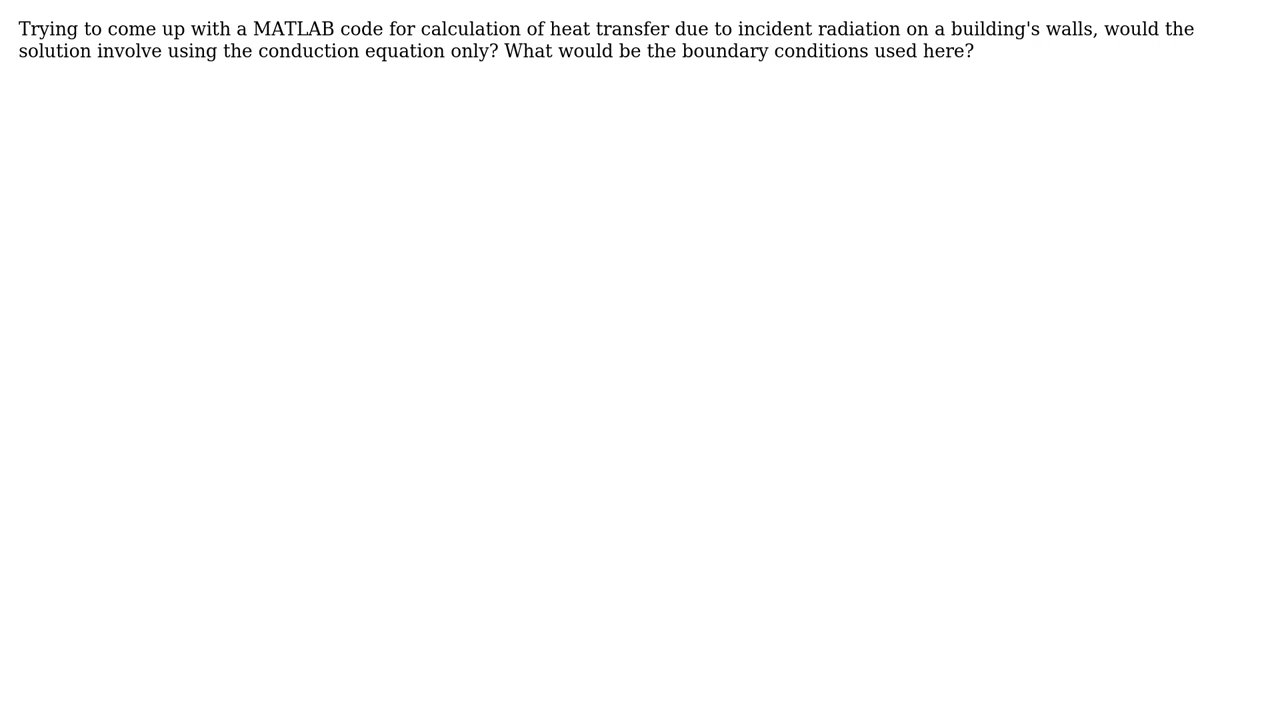 Trying to come up with a MATLAB code for calculation of heat transfer due to incident radiation on a building's walls, would the
solution involve using the conduction equation only? What would be the boundary conditions used here?